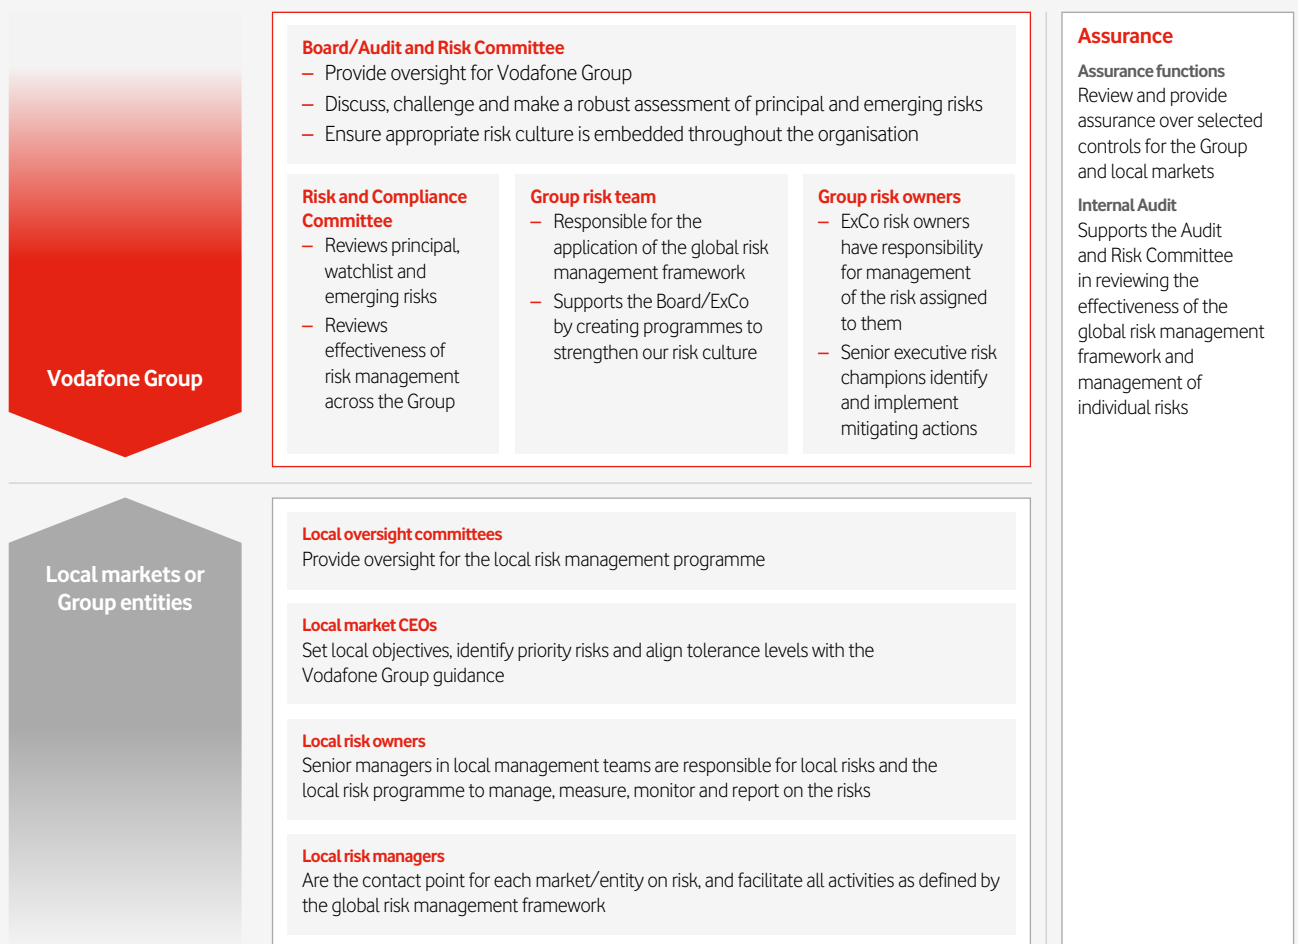 Vodafone Group
Board/Audit and Risk Committee
– Provide oversight for Vodafone Group
– Discuss, challenge and make a robust assessment of principal and emerging risks
– Ensure appropriate risk culture is embedded throughout the organisation
Risk and Compliance
Committee
– Reviews principal,
watchlist and
emerging risks
– Reviews
effectiveness of
risk management
across the Group
Group risk team
– Responsible for the
application of the global risk
management framework
– Supports the Board/ExCo
by creating programmes to
strengthen our risk culture
Group risk owners
– ExCo risk owners
have responsibility
for management
of the risk assigned
to them
– Senior executive risk
champions identify
and implement
mitigating actions
Local markets or
Group entities
Local oversight committees
Provide oversight for the local risk management programme
Local market CEOs
Set local objectives, identify priority risks and align tolerance levels with the
Vodafone Group guidance
Local risk owners
Senior managers in local management teams are responsible for local risks and the
local risk programme to manage, measure, monitor and report on the risks
Local risk managers
Are the contact point for each market/entity on risk, and facilitate all activities as defined by
the global risk management framework
Assurance
Assurance functions
Review and provide
assurance over selected
controls for the Group
and local markets
Internal Audit
Supports the Audit
and Risk Committee
in reviewing the
effectiveness of the
global risk management
framework and
management of
individual risks